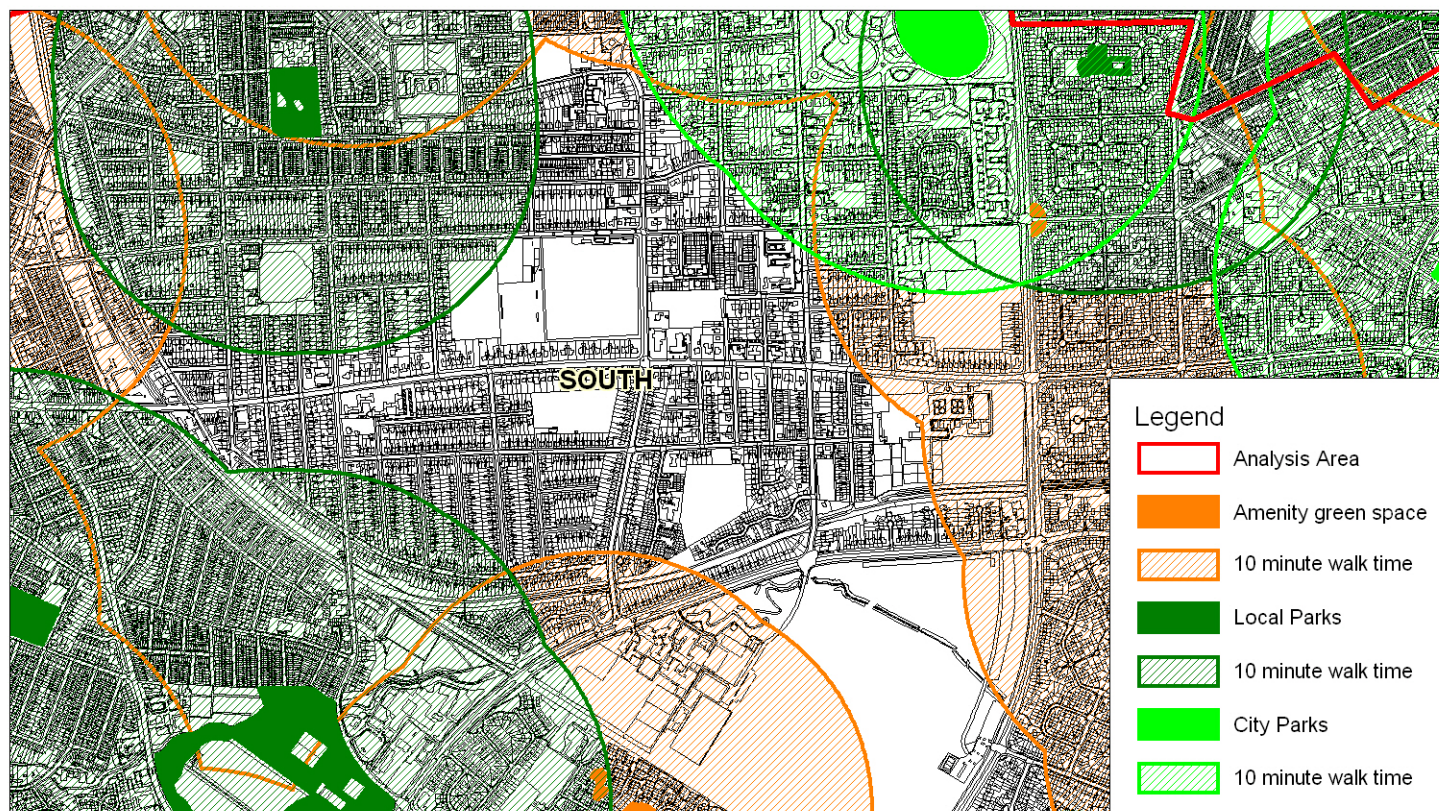 SOUTH
Legend
Analysis Area
Amenity green space
10 minute walk time
Local Parks
10 minute walk time
City Parks
10 minute walk time